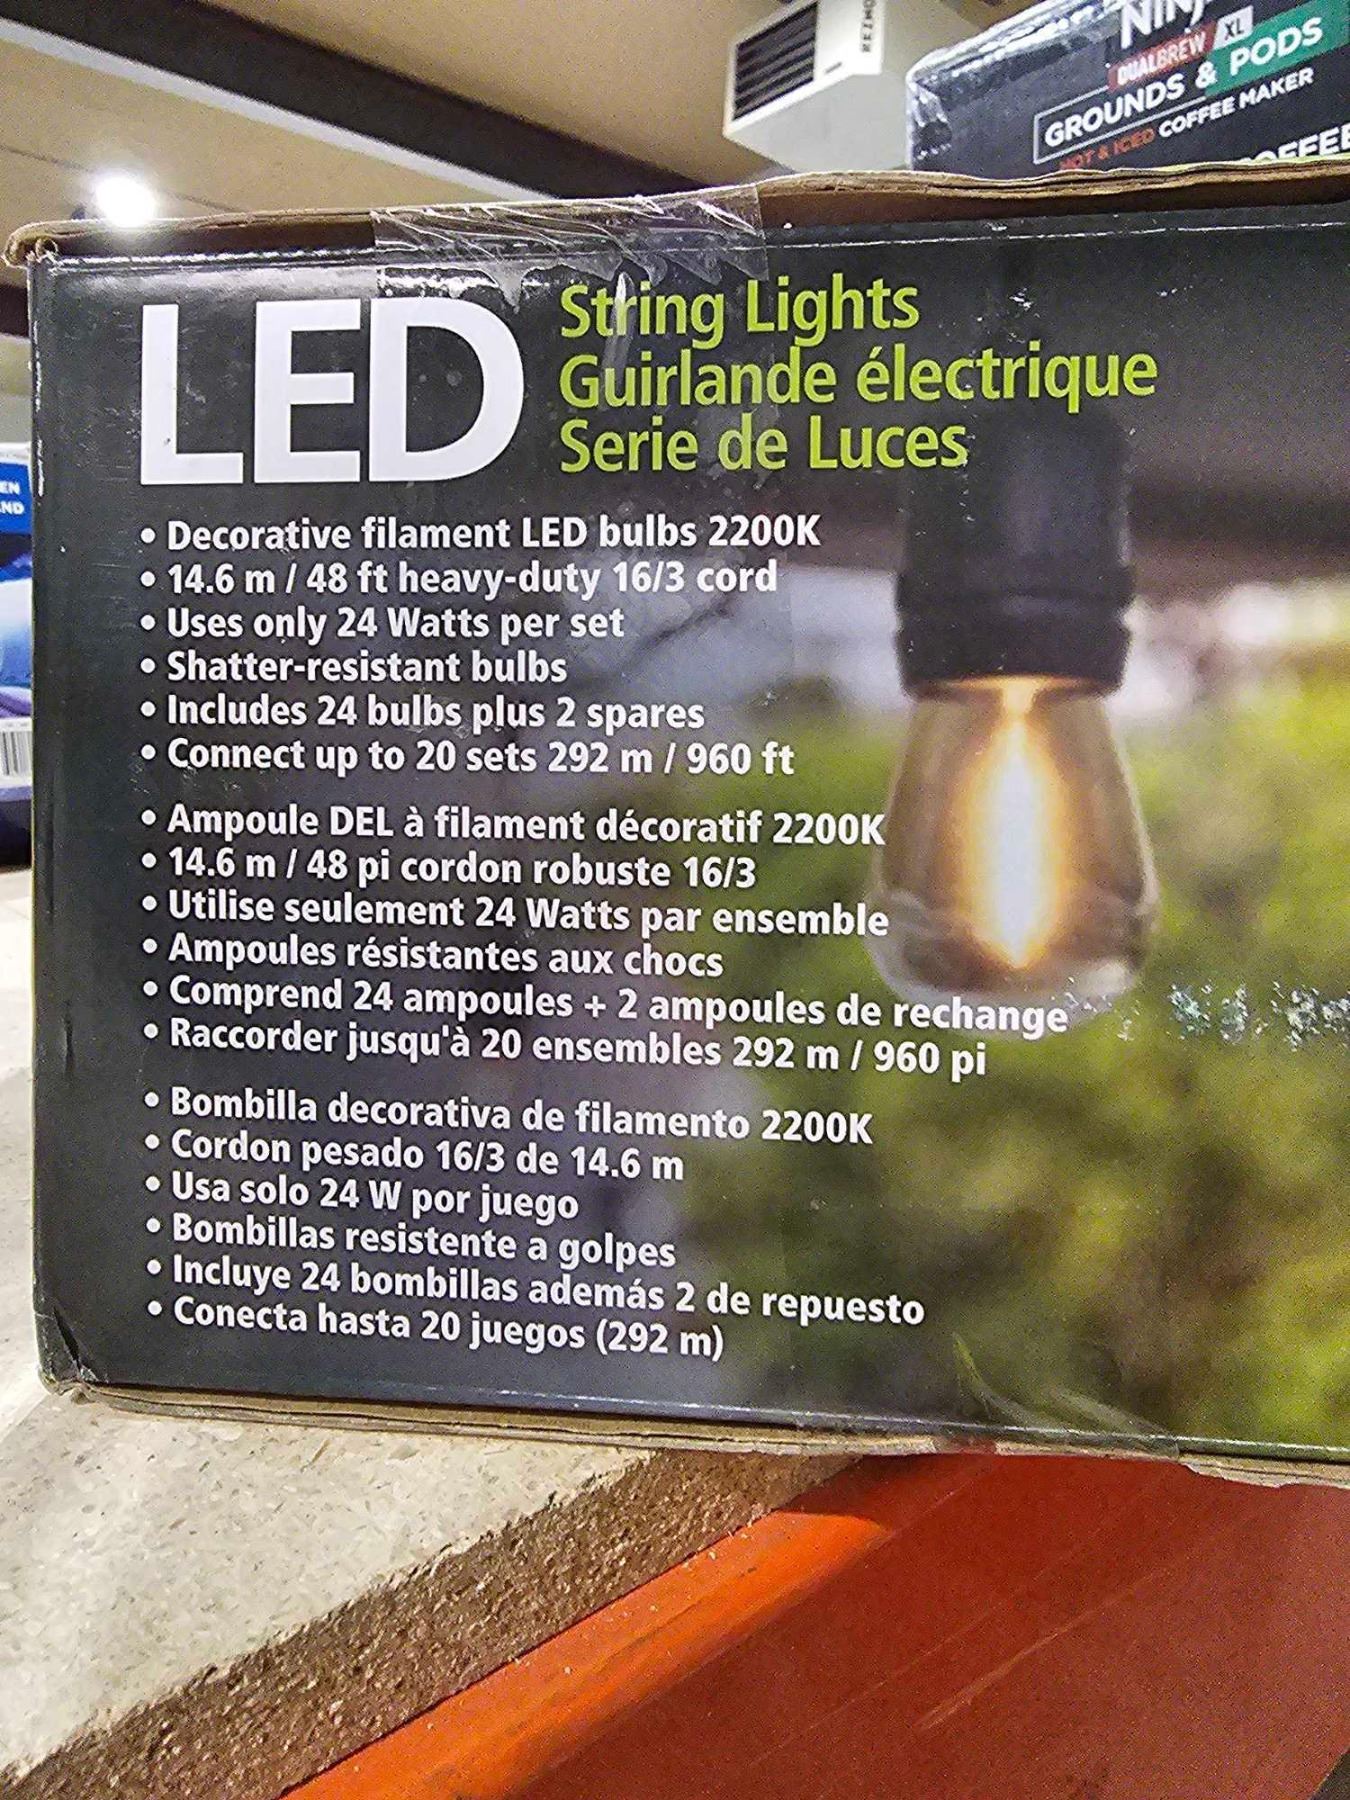 DUALBREW XL
GROUNDS & PODS
HOT & ICED COFFEE MAKER
LED
String Lights
Guirlande électrique
Serie de Luces
• Decorative filament LED bulbs 2200K
• 14.6 m / 48 ft heavy-duty 16/3 cord
• Uses only 24 Watts per set
• Shatter-resistant bulbs
• Includes 24 bulbs plus 2 spares
• Connect up to 20 sets 292 m / 960 ft
• Ampoule DEL à filament décoratif 2200K
• 14.6 m / 48 pi cordon robuste 16/3
• Utilise seulement 24 Watts par ensemble
• Ampoules résistantes aux chocs
• Comprend 24 ampoules + 2 ampoules de rechange
• Raccorder jusqu'à 20 ensembles 292 m / 960 pi
• Bombilla decorativa de filamento 2200K
• Cordon pesado 16/3 de 14.6 m
• Usa solo 24 W por juego
• Bombillas resistente a golpes
• Incluye 24 bombillas además 2 de repuesto
• Conecta hasta 20 juegos (292 m)